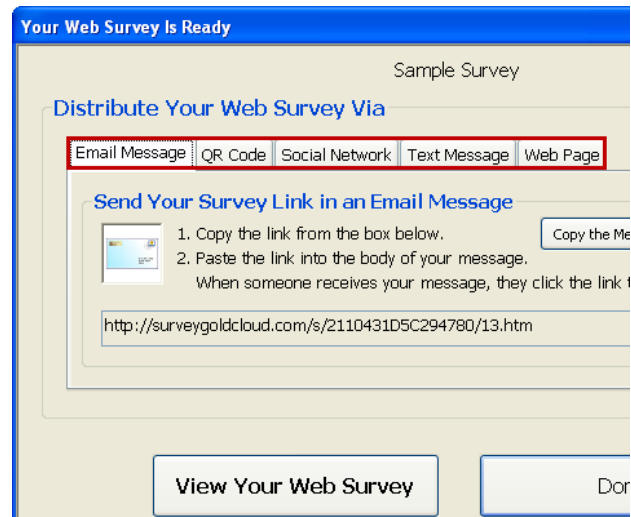 Your Web Survey Is Ready
Sample Survey
Distribute Your Web Survey Via
Email Message QR Code Social Network Text Message Web Page
Send Your Survey Link in an Email Message
1. Copy the link from the box below.
Copy the
2. Paste the link into the body of your message.
When someone receives your message, they click the link
http://surveygoldcloud.com/s/2110431D5C294780/13.htm
View Your Web Survey